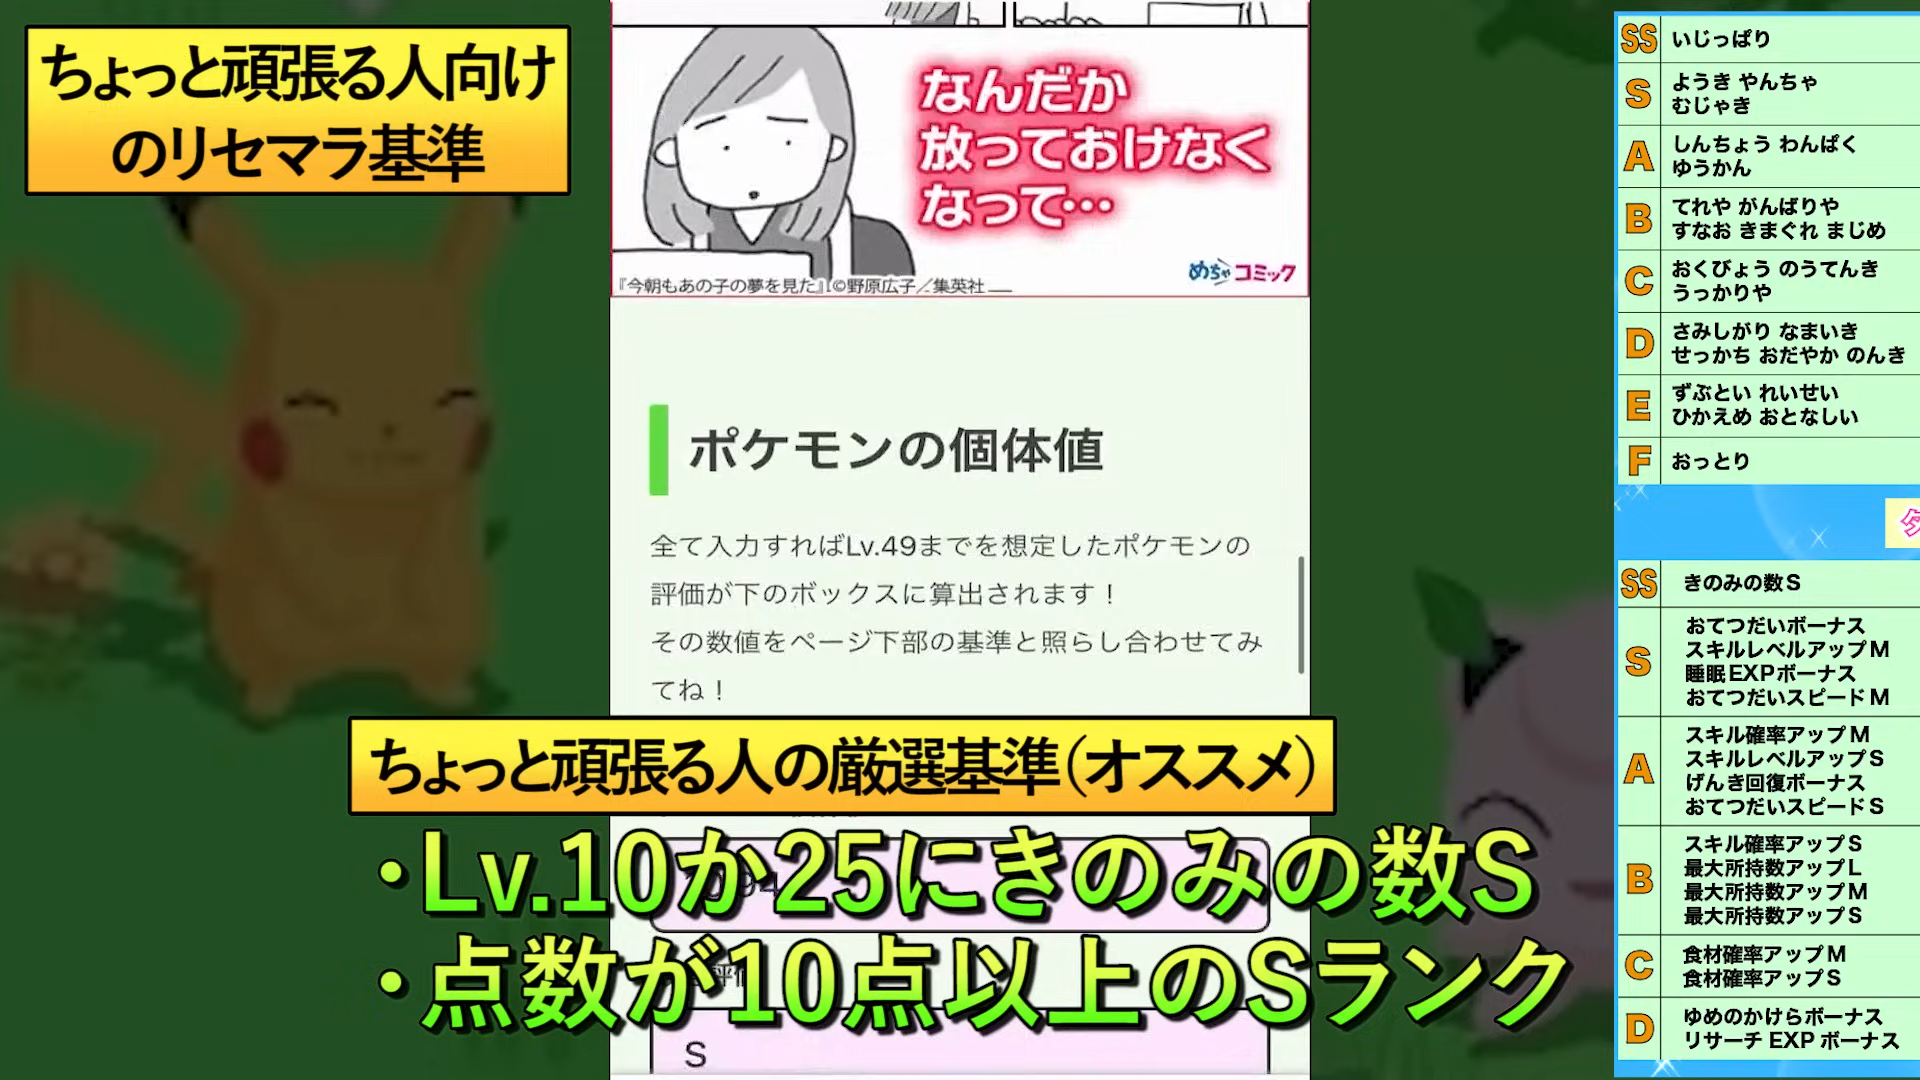 ちょっと頑張る人向け
のリセマラ基準
なんだか
放っておけなく
なって…
めちゃコミック
『今朝もあの子の夢を見た』©野原広子／集英社
ポケモンの個体値
全て入力すればLv.49までを想定したポケモンの
評価が下のボックスに算出されます！
その数値をページ下部の基準と照らし合わせてみ
てね！
ちょっと頑張る人の厳選基準(オススメ)
・Lv.10か25にきのみの数S
・点数が10点以上のSランク
S
SS いじっぱり
S ようき やんちゃ
むじゃき
A しんちょう わんぱく
ゆうかん
B てれや がんばりや
すなお きまぐれ まじめ
C おくびょう のうてんき
うっかりや
D さみしがり なまいき
せっかち おだやか のんき
E ずぶとい れいせい
ひかえめ おとなしい
F おっとり
SS きのみの数S
S おてつだいボーナス
スキルレベルアップM
睡眠EXPボーナス
おてつだいスピードM
A スキル確率アップM
スキルレベルアップS
げんき回復ボーナス
おてつだいスピードS
B スキル確率アップS
最大所持数アップL
最大所持数アップM
最大所持数アップS
C 食材確率アップM
食材確率アップS
D ゆめのかけらボーナス
リサーチEXPボーナス